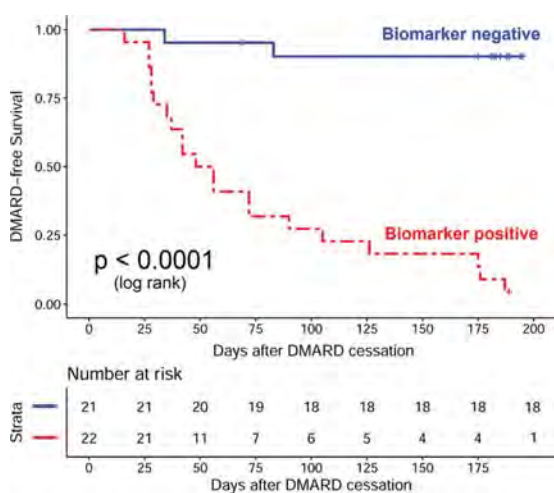 1.00
Biomarker negative
0.75
DMARD-free Survival
0.50
0.25
Biomarker positive
p < 0.0001
(log rank)
0.00
0 25 50 75 100 125 150 175 200
Days after DMARD cessation
Number at risk
Strata
21 21 20 19 18 18 18 18 18
22 21 11 7 6 5 4 4 1
0 25 50 75 100 125 150 175
Days after DMARD cessation